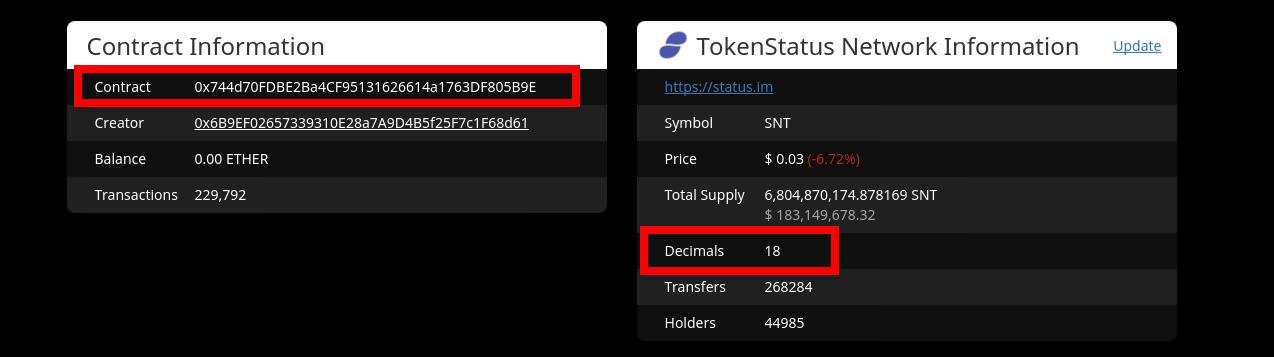 Contract Information
Contract 0x744d70FDBE2Ba4CF95131626614a1763DF805B9E
Creator 0x6B9EF02657339310E28a7A9D4B5f25F7c1F68d61
Balance 0.00 ETHER
Transactions 229,792
TokenStatus Network Information Update
https://status.im
Symbol SNT
Price $ 0.03 (-6.72%)
Total Supply 6,804,870,174.878169 SNT
$ 183,149,678.32
Decimals 18
Transfers 268284
Holders 44985